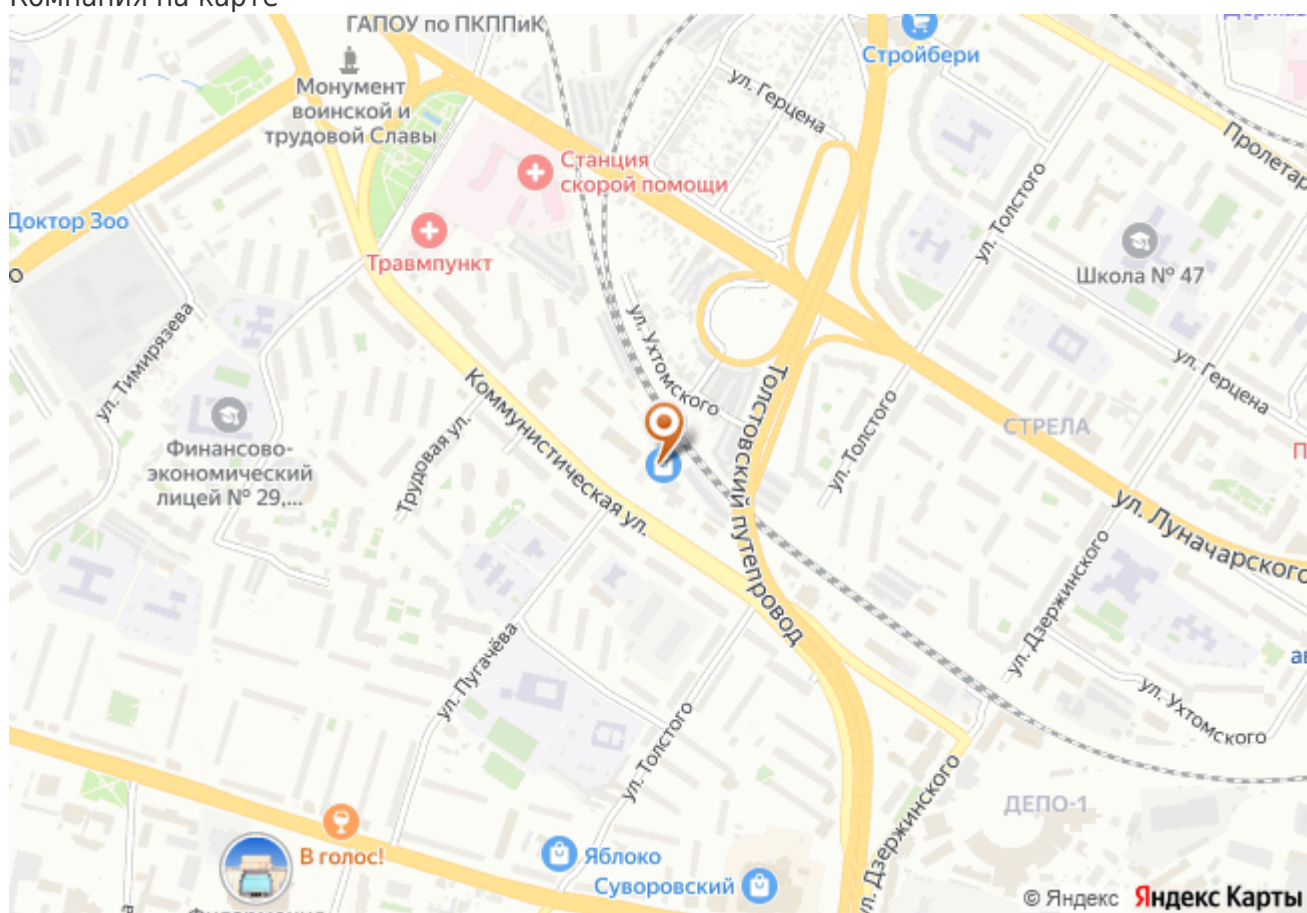 Компания на карте
ГАПОУ по ПКППиК
Монумент
воинской и
трудовой Славы
Стройбери
ул. Герцена
Станция
скорой помощи
Доктор Зоо
Травмпункт
ул. Толстого
Школа № 47
ул. Тимирязева
ул. Ухтомского
ул. Герцена
Коммунистическая ул.
Толстовский путепровод
СТРЕЛА
Финансово-
экономический
лицей № 29,...
Трудовая ул.
ул. Толстого
ул. Луначарского
ул. Дзержинского
ул. Пугачёва
ул. Ухтомского
ул. Толстого
ул. Дзержинского
ДЕПО-1
В голос!
Яблоко
Суворовский
© Яндекс Яндекс Карты